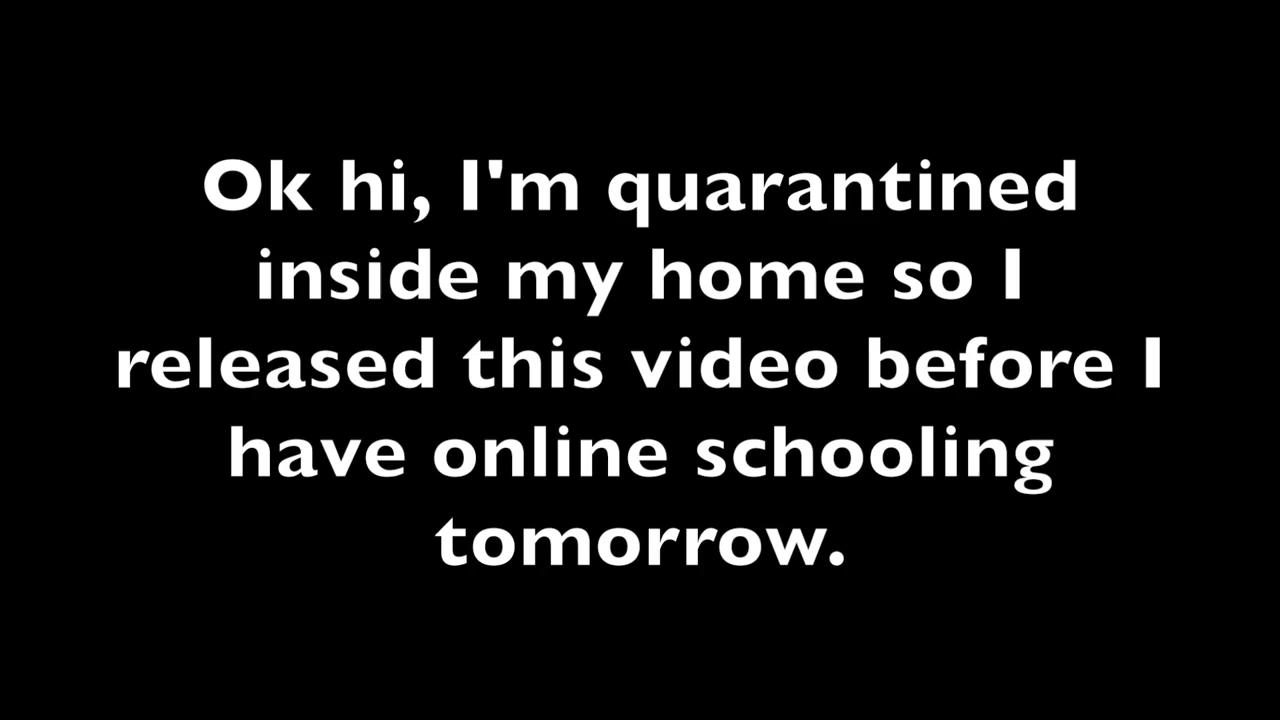 Ok hi, I'm quarantined
inside my home so I
released this video before I
have online schooling
tomorrow.